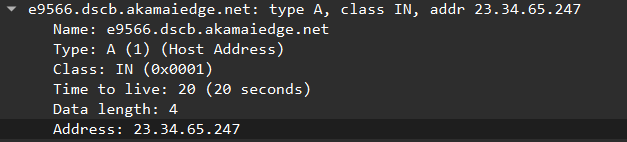 e9566.dscb.akamaiedge.net: type A, class IN, addr 23.34.65.247
Name: e9566.dscb.akamaiedge.net
Type: A (1) (Host Address)
Class: IN (0x0001)
Time to live: 20 (20 seconds)
Data length: 4
Address: 23.34.65.247